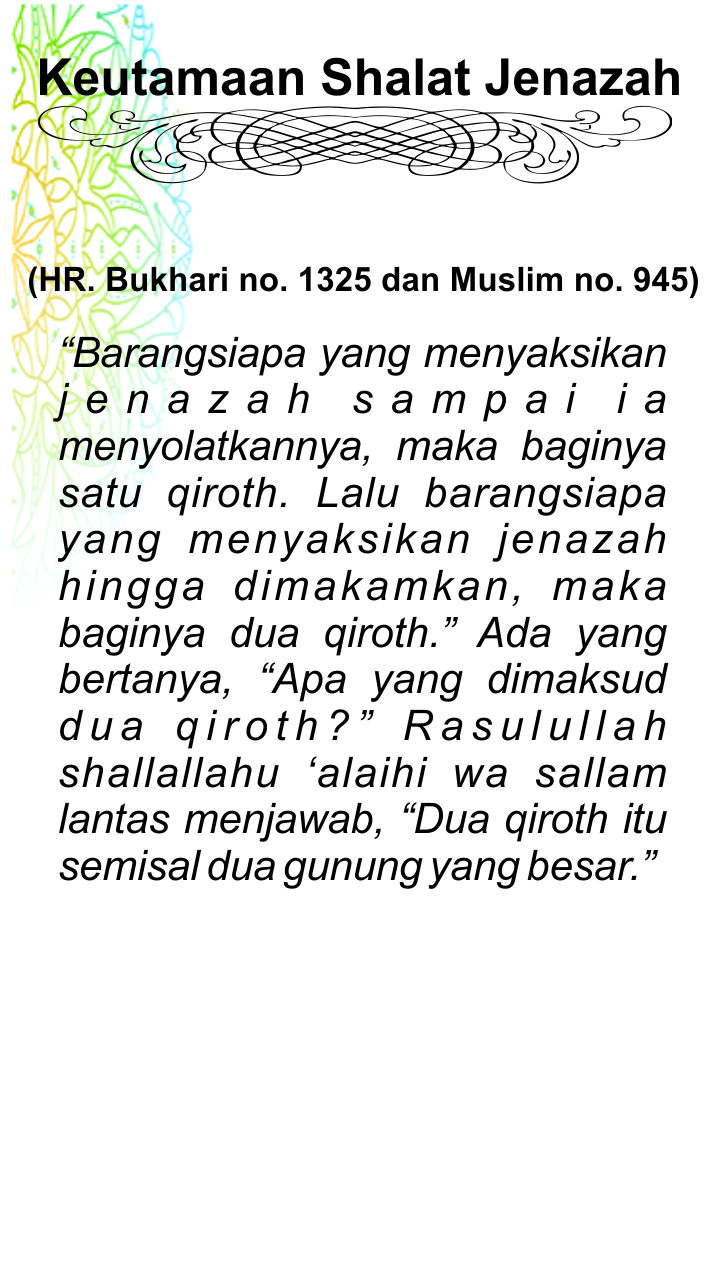 Keutamaan Shalat Jenazah
(HR. Bukhari no. 1325 dan Muslim no. 945)
“Barangsiapa yang menyaksikan
jenazah sampai ia
menyolatkannya, maka baginya
satu qiroth. Lalu barangsiapa
yang menyaksikan jenazah
hingga dimakamkan, maka
baginya dua qiroth.” Ada yang
bertanya, “Apa yang dimaksud
dua qiroth?” Rasulullah
shallallahu ‘alaihi wa sallam
lantas menjawab, “Dua qiroth itu
semisal dua gunung yang besar.”